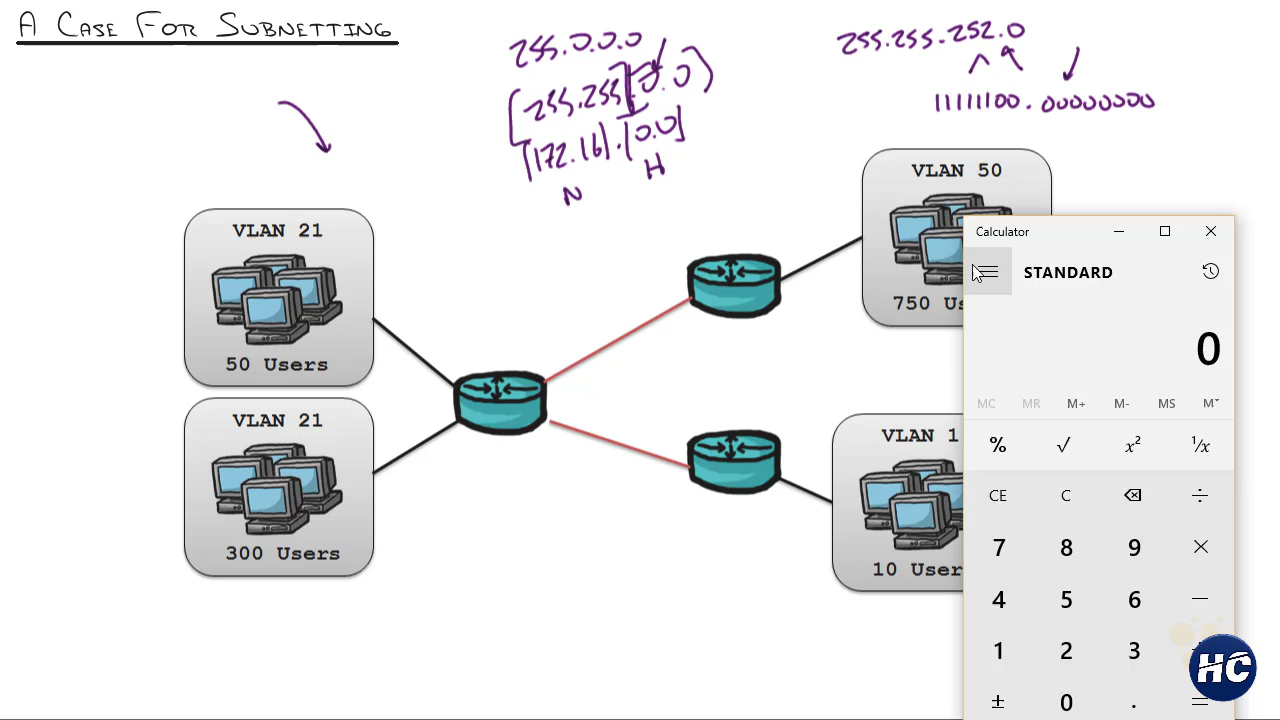 A CASE FOR SUBNETTING
255.0.0.0
[255.255].0.0)
[172.16].[0.0]
N
H
255.255.252.0
11111100.00000000
VLAN 21
50 Users
VLAN 21
300 Users
VLAN 50
750 Us
VLAN 1
10 User
Calculator
STANDARD
0
MC MR M+ M- MS M˅
% √ x² ¹/x
CE C ÷
7 8 9 ×
4 5 6 −
1 2 3
± 0 . =
HC